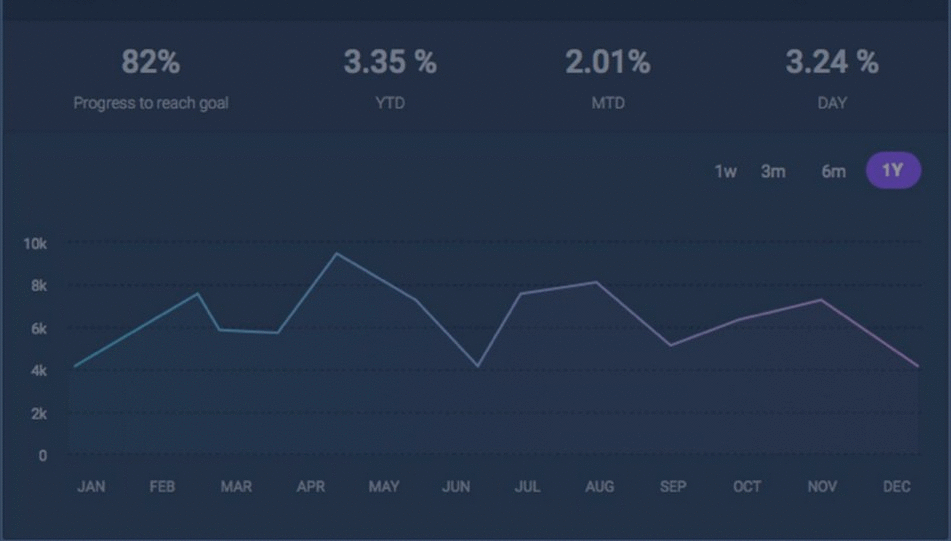 82% 3.35 % 2.01% 3.24 %
Progress to reach goal YTD MTD DAY
1w 3m 6m 1Y
10k
8k
6k
4k
2k
0
JAN FEB MAR APR MAY JUN JUL AUG SEP OCT NOV DEC